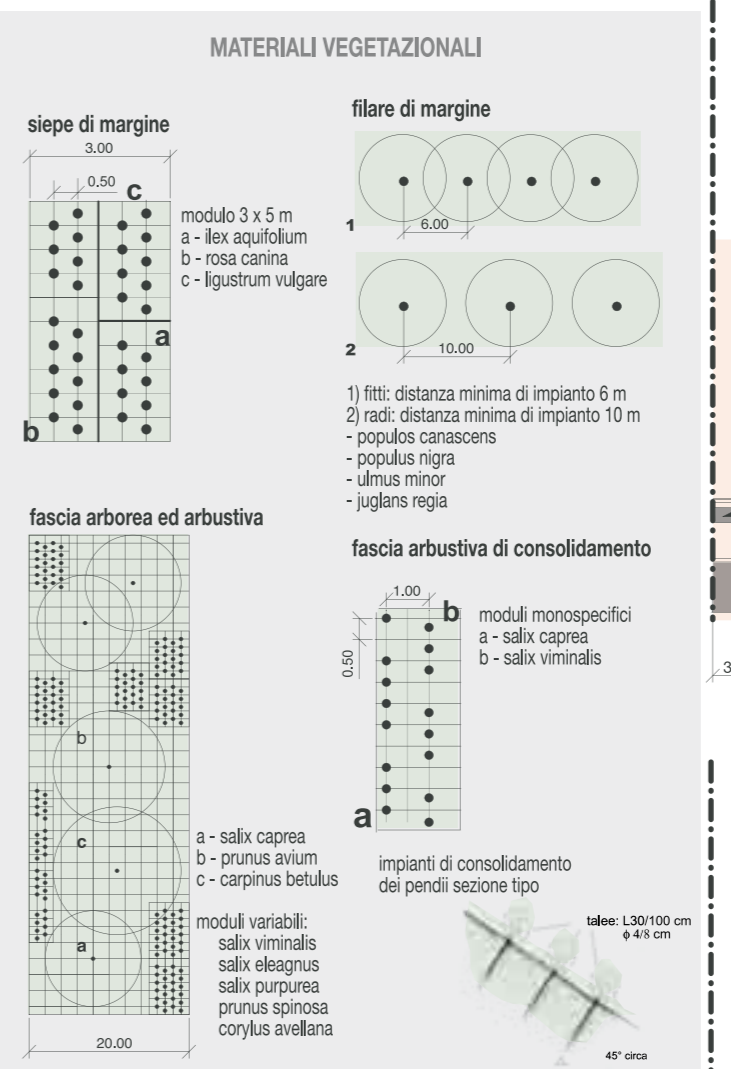 MATERIALI VEGETAZIONALI
siepe di margine
3.00
0.50
c
a
b
modulo 3 x 5 m
a - ilex aquifolium
b - rosa canina
c - ligustrum vulgare
filare di margine
1
6.00
2
10.00
1) fitti: distanza minima di impianto 6 m
2) radi: distanza minima di impianto 10 m
- populos canascens
- populus nigra
- ulmus minor
- juglans regia
fascia arborea ed arbustiva
b
c
a
20.00
a - salix caprea
b - prunus avium
c - carpinus betulus
moduli variabili:
salix viminalis
salix eleagnus
salix purpurea
prunus spinosa
corylus avellana
fascia arbustiva di consolidamento
1.00
0.50
b
a
moduli monospecifici
a - salix caprea
b - salix viminalis
impianti di consolidamento
dei pendii sezione tipo
talee: L30/100 cm
ϕ 4/8 cm
45° circa
3